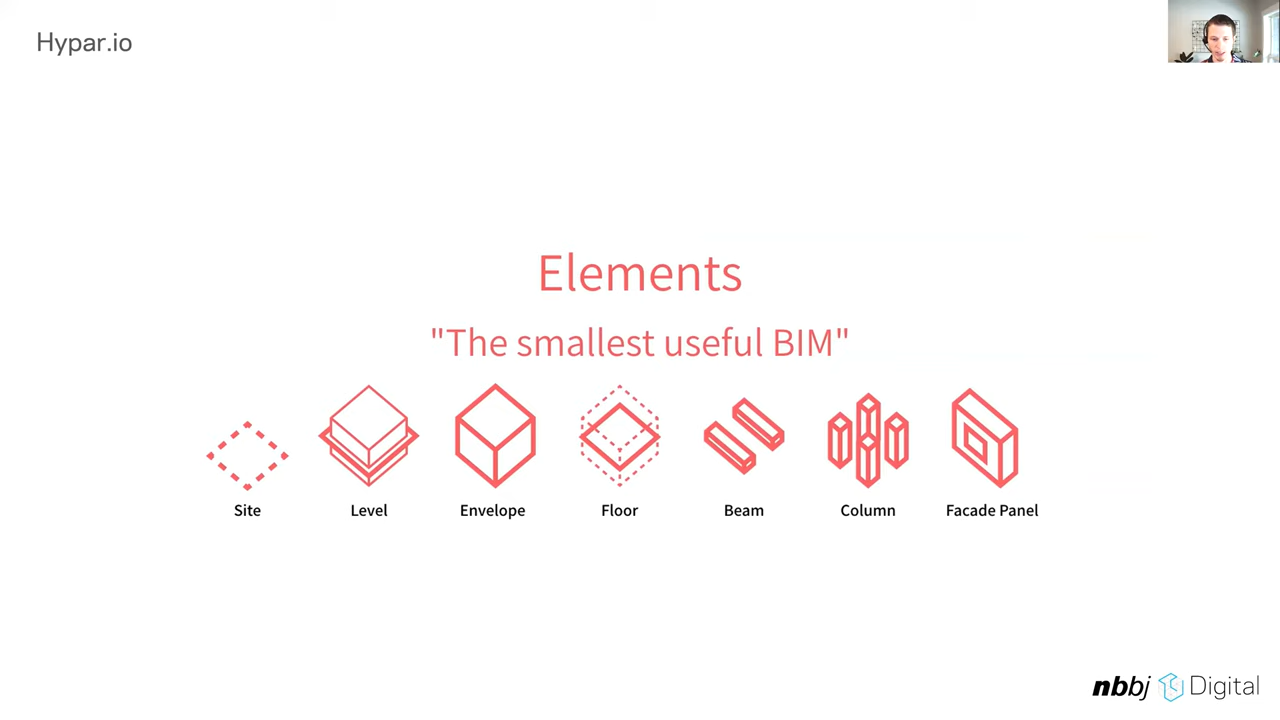 Hypar.io
Elements
"The smallest useful BIM"
Site Level Envelope Floor Beam Column Facade Panel
nbbj Digital